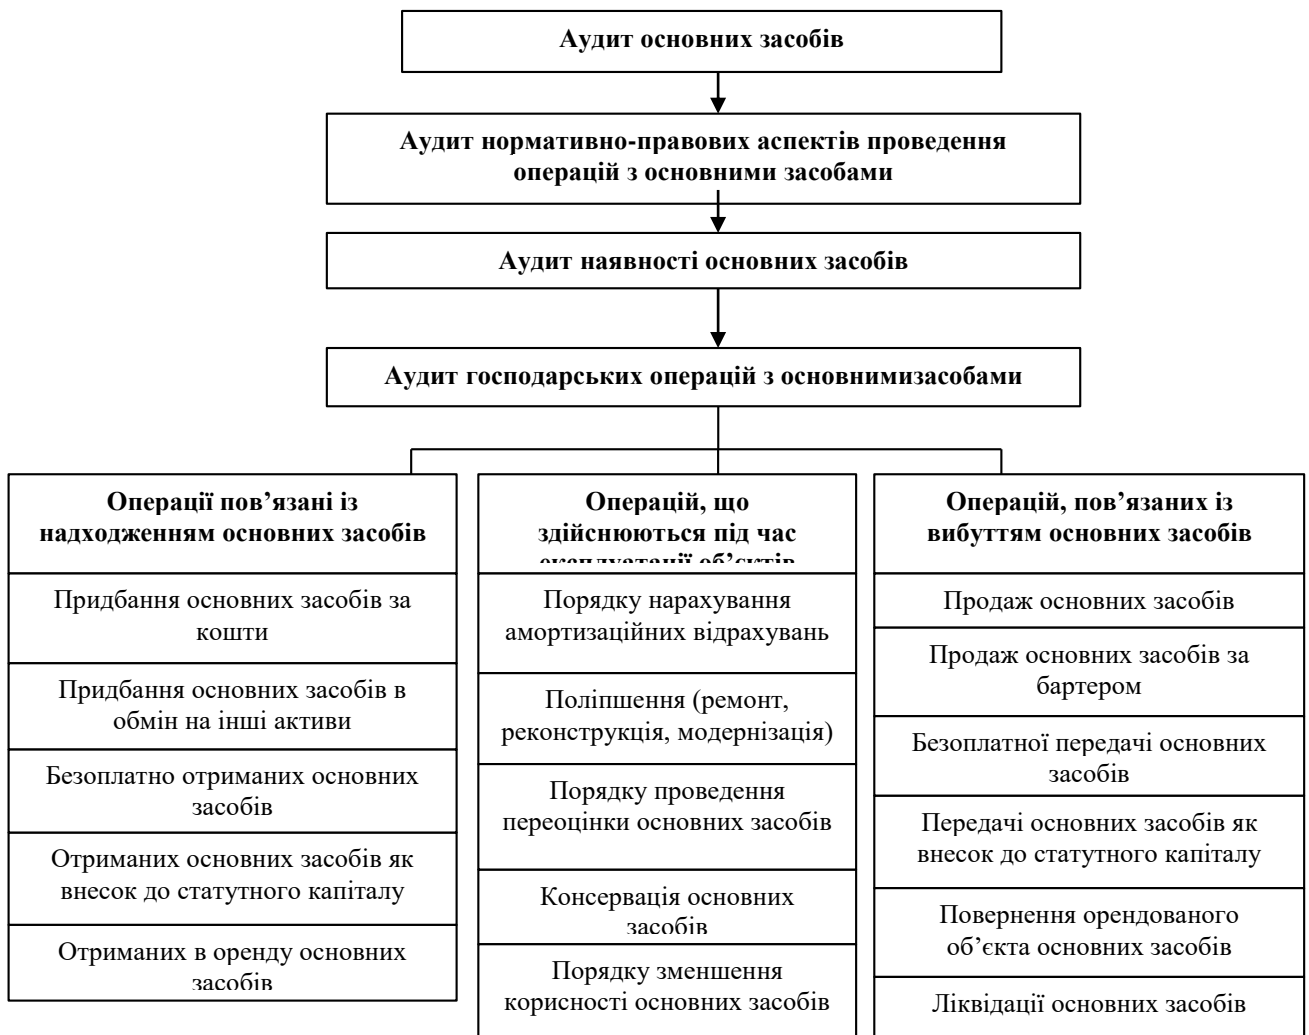 Аудит основних засобів
Аудит нормативно-правових аспектів проведення
операцій з основними засобами
Аудит наявності основних засобів
Аудит господарських операцій з основнимизасобами
Операції пов’язані із
надходженням основних засобів
Придбання основних засобів за
кошти
Придбання основних засобів в
обмін на інші активи
Безоплатно отриманих основних
засобів
Отриманих основних засобів як
внесок до статутного капіталу
Отриманих в оренду основних
засобів
Операцій, що
здійснюються під час
експлуатації об’єктів
Порядку нарахування
амортизаційних відрахувань
Поліпшення (ремонт,
реконструкція, модернізація)
Порядку проведення
переоцінки основних засобів
Консервація основних
засобів
Порядку зменшення
корисності основних засобів
Операцій, пов’язаних із
вибуттям основних засобів
Продаж основних засобів
Продаж основних засобів за
бартером
Безоплатної передачі основних
засобів
Передачі основних засобів як
внесок до статутного капіталу
Повернення орендованого
об’єкта основних засобів
Ліквідації основних засобів